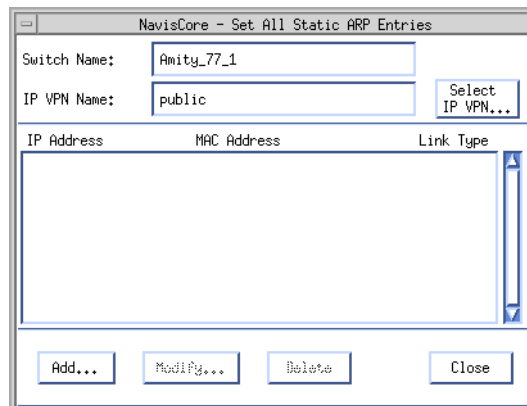 NavisCore - Set All Static ARP Entries
Switch Name: Amity_77_1
IP VPN Name: public
Select
IP VPN...
IP Address MAC Address Link Type
Add... Modify... Delete Close